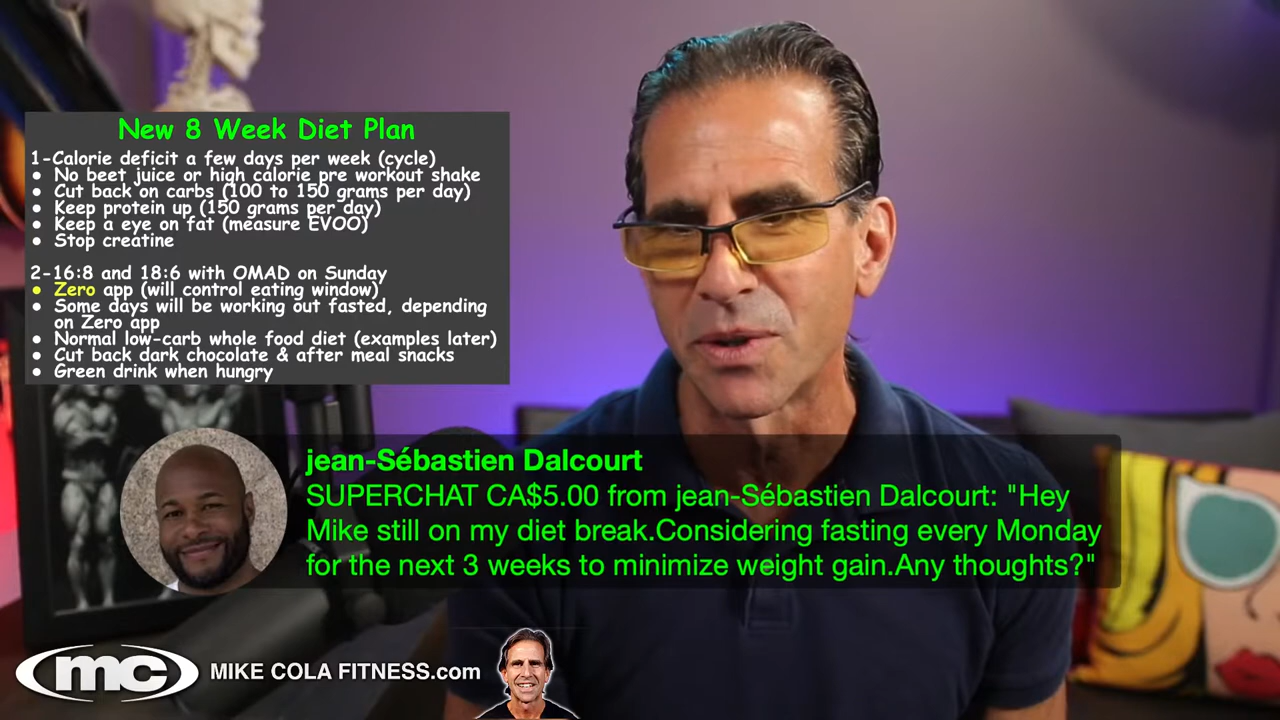 New 8 Week Diet Plan
1-Calorie deficit a few days per week (cycle)
● No beet juice or high calorie pre workout shake
● Cut back on carbs (100 to 150 grams per day)
● Keep protein up (150 grams per day)
● Keep a eye on fat (measure EVOO)
● Stop creatine
2-16:8 and 18:6 with OMAD on Sunday
● Zero app (will control eating window)
● Some days will be working out fasted, depending
on Zero app
● Normal low-carb whole food diet (examples later)
● Cut back dark chocolate & after meal snacks
● Green drink when hungry
jean-Sébastien Dalcourt
SUPERCHAT CA$5.00 from jean-Sébastien Dalcourt: "Hey
Mike still on my diet break.Considering fasting every Monday
for the next 3 weeks to minimize weight gain.Any thoughts?"
mc MIKE COLA FITNESS.com